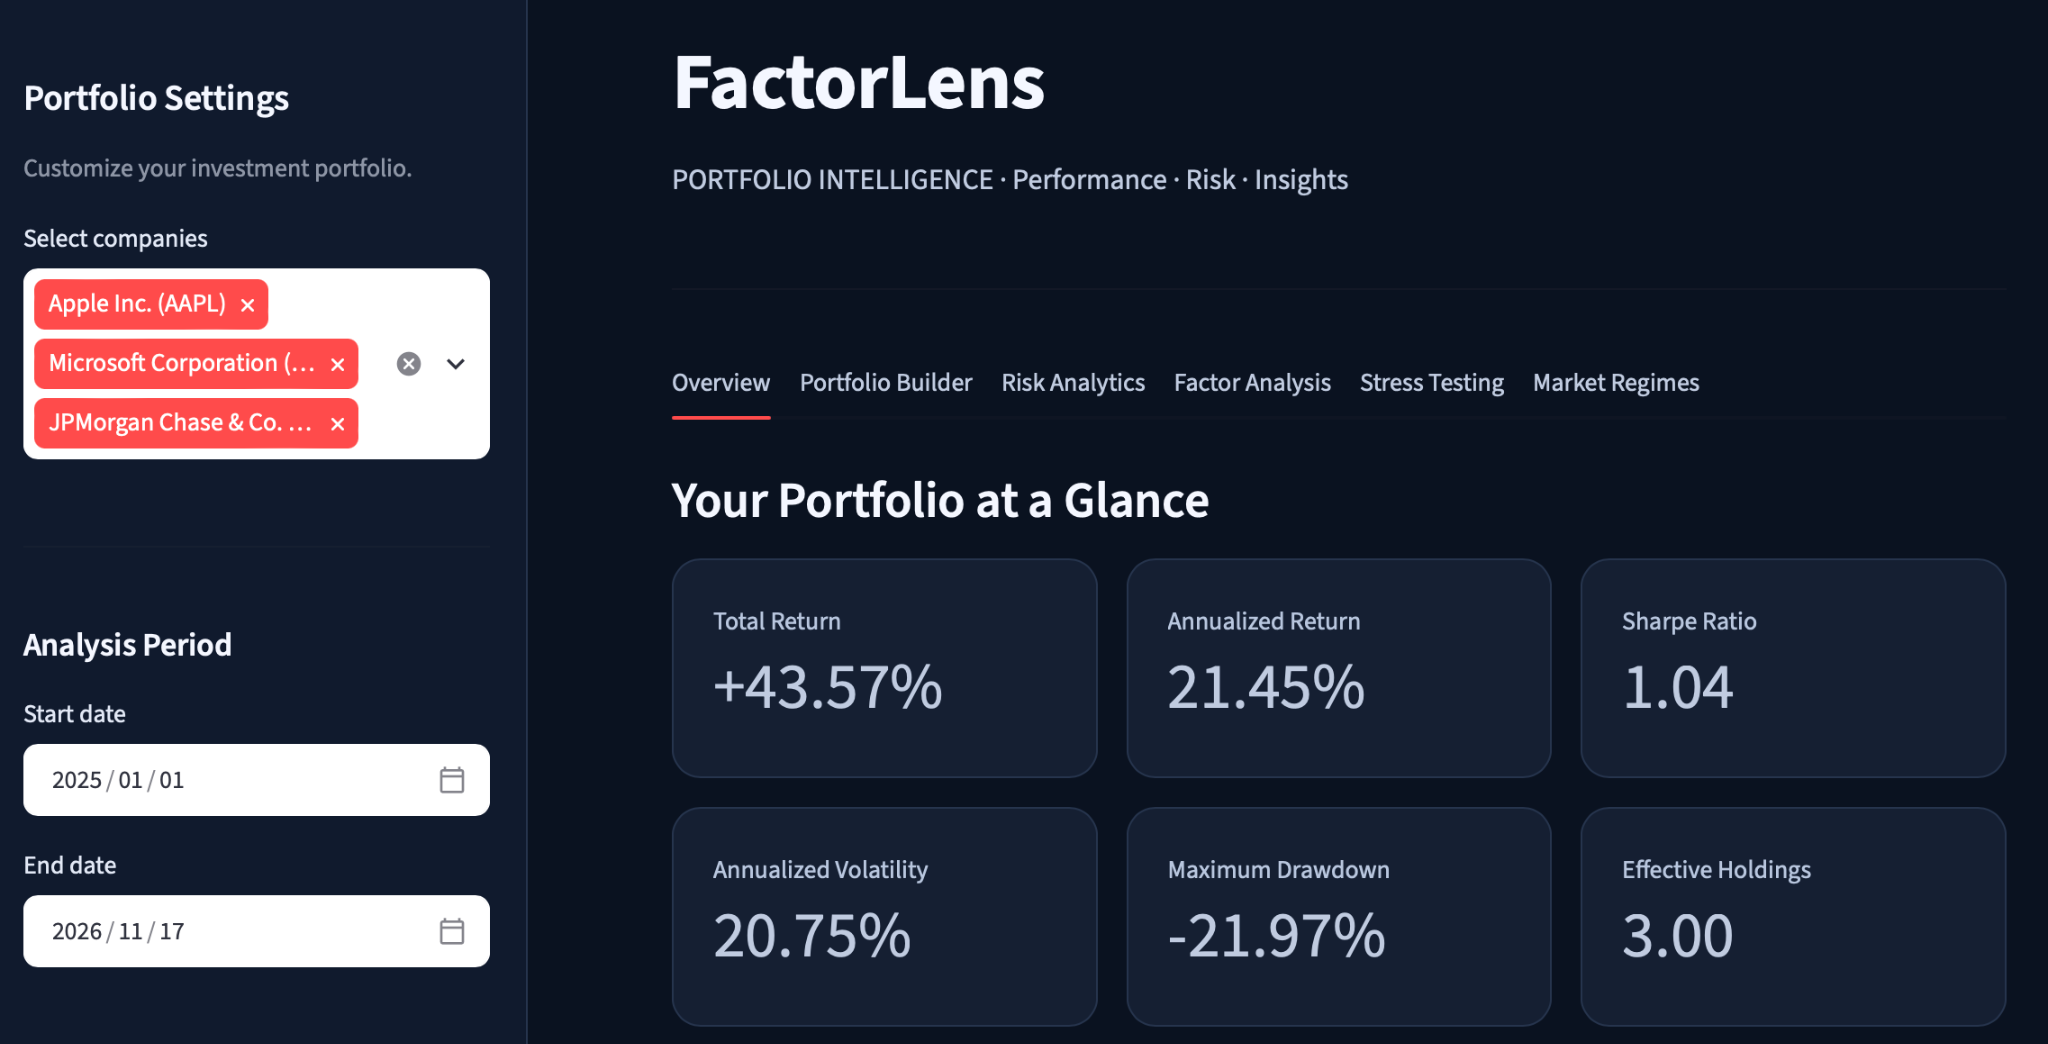 Portfolio Settings
Customize your investment portfolio.
Select companies
Apple Inc. (AAPL)
Microsoft Corporation (...
JPMorgan Chase & Co. ...
Analysis Period
Start date
2025/01/01
End date
2026/11/17
FactorLens
PORTFOLIO INTELLIGENCE · Performance · Risk · Insights
Overview Portfolio Builder Risk Analytics Factor Analysis Stress Testing Market Regimes
Your Portfolio at a Glance
Total Return
+43.57%
Annualized Return
21.45%
Sharpe Ratio
1.04
Annualized Volatility
20.75%
Maximum Drawdown
-21.97%
Effective Holdings
3.00